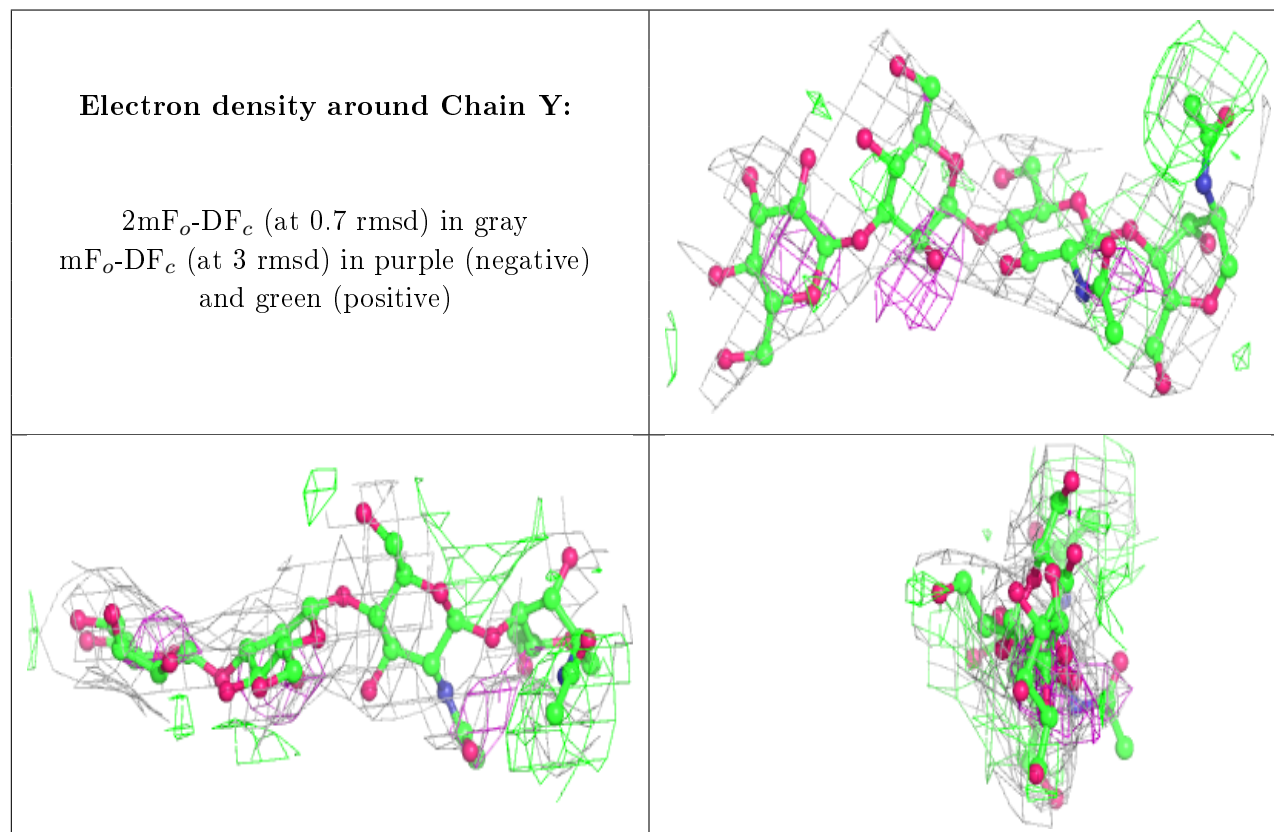 Electron density around Chain Y:
2mFₒ-DF𝒸 (at 0.7 rmsd) in gray
mFₒ-DF𝒸 (at 3 rmsd) in purple (negative)
and green (positive)